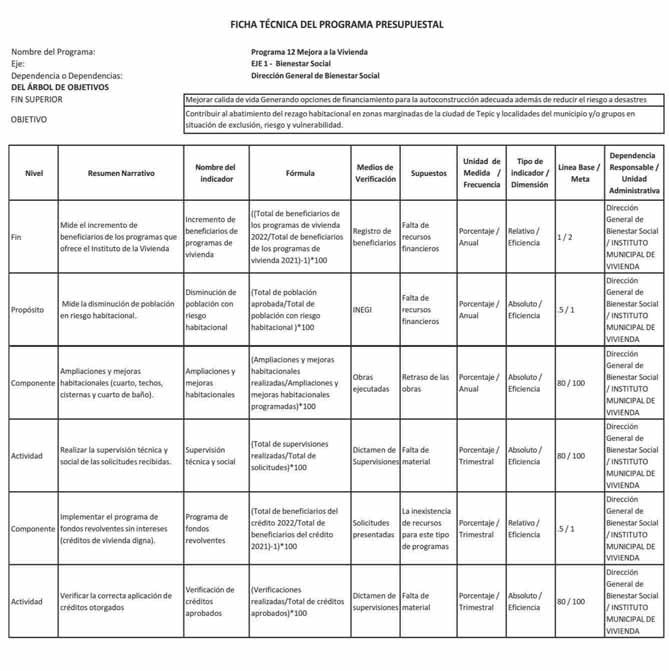 FICHA TÉCNICA DEL PROGRAMA PRESUPUESTAL
Nombre del Programa: Programa 12 Mejora a la Vivienda
Eje: EJE 1 - Bienestar Social
Dependencia o Dependencias: Dirección General de Bienestar Social
DEL ÁRBOL DE OBJETIVOS
FIN SUPERIOR Mejorar calida de vida Generando opciones de financiamiento para la autoconstrucción adecuada además de reducir el riesgo a desastres
OBJETIVO
Contribuir al abatimento del rezago habitacional en zonas marginadas de la ciudad de Tepic y localidades del municipio y/o grupos en
situación de exclusión, riesgo y vulnerabilidad.
Nivel
Resumen Narrativo
Nombre del
indicador
Fórmula
Medios de
Verificación
Supuestos
Unidad de
Medida /
Frecuencia
Tipo de
indicador /
Dimensión
Linea Base /
Meta
Dependencia
Responsable /
Unidad
Administrativa
Fin
Mide el incremento de
beneficiarios de los programas que
ofrece el Instituto de la Vivienda
Incremento de
beneficiarios de
programas de
vivienda
((Total de beneficiarios de
los programas de vivienda
2022/Total de beneficiarios
de los programas de
vivienda 2021)-1)*100
Registro de
beneficiarios
Falta de
recursos
financieros
Porcentaje /
Anual
Relativo /
Eficiencia
1 / 2
Dirección
General de
Bienestar Social
/ INSTITUTO
MUNICIPAL DE
VIVIENDA
Propósito
Mide la disminución de población
en riesgo habitacional.
Disminución de
población con
riesgo
habitacional
(Total de población
aprobada/Total de
población con riesgo
habitacional )*100
INEGI
Falta de
recursos
financieros
Porcentaje /
Anual
Absoluto /
Eficiencia
.5 / 1
Dirección
General de
Bienestar Social
/ INSTITUTO
MUNICIPAL DE
VIVIENDA
Componente
Ampliaciones y mejoras
habitacionales (cuarto, techos,
cisternas y cuarto de baño).
Ampliaciones y
mejoras
habitacionales
(Ampliaciones y mejoras
habitacionales
realizadas/Ampliaciones y
mejoras habitacionales
programadas)*100
Obras
ejecutadas
Retraso de las
obras
Porcentaje /
Anual
Absoluto /
Eficiencia
80 / 100
Dirección
General de
Bienestar Social
/ INSTITUTO
MUNICIPAL DE
VIVIENDA
Actividad
Realizar la supervisión técnica y
social de las solicitudes recibidas.
Supervisión
técnica y social
(Total de supervisiones
realizadas/Total de
solicitudes)*100
Dictamen de
Supervisiones
Falta de
material
Porcentaje /
Trimestral
Absoluto /
Eficiencia
80 / 100
Dirección
General de
Bienestar Social
/ INSTITUTO
MUNICIPAL DE
VIVIENDA
Componente
Implementar el programa de
fondos revolventes sin intereses
(créditos de vivienda digna).
Programa de
fondos
revolventes
(Total de beneficiarios del
crédito 2022/Total de
beneficiarios del crédito
2021)-1)*100
Solicitudes
presentadas
La inexistencia
de recursos
para este tipo
de programas
Porcentaje /
Trimestral
Relativo /
Eficiencia
.5 / 1
Dirección
General de
Bienestar Social
/ INSTITUTO
MUNICIPAL DE
VIVIENDA
Actividad
Verificar la correcta aplicación de
créditos otorgados
Verificación de
créditos
aprobados
(Verificaciones
realizadas/Total de créditos
aprobados)*100
Dictamen de
supervisiones
Falta de
material
Porcentaje /
Trimestral
Absoluto /
Eficiencia
80 / 100
Dirección
General de
Bienestar Social
/ INSTITUTO
MUNICIPAL DE
VIVIENDA